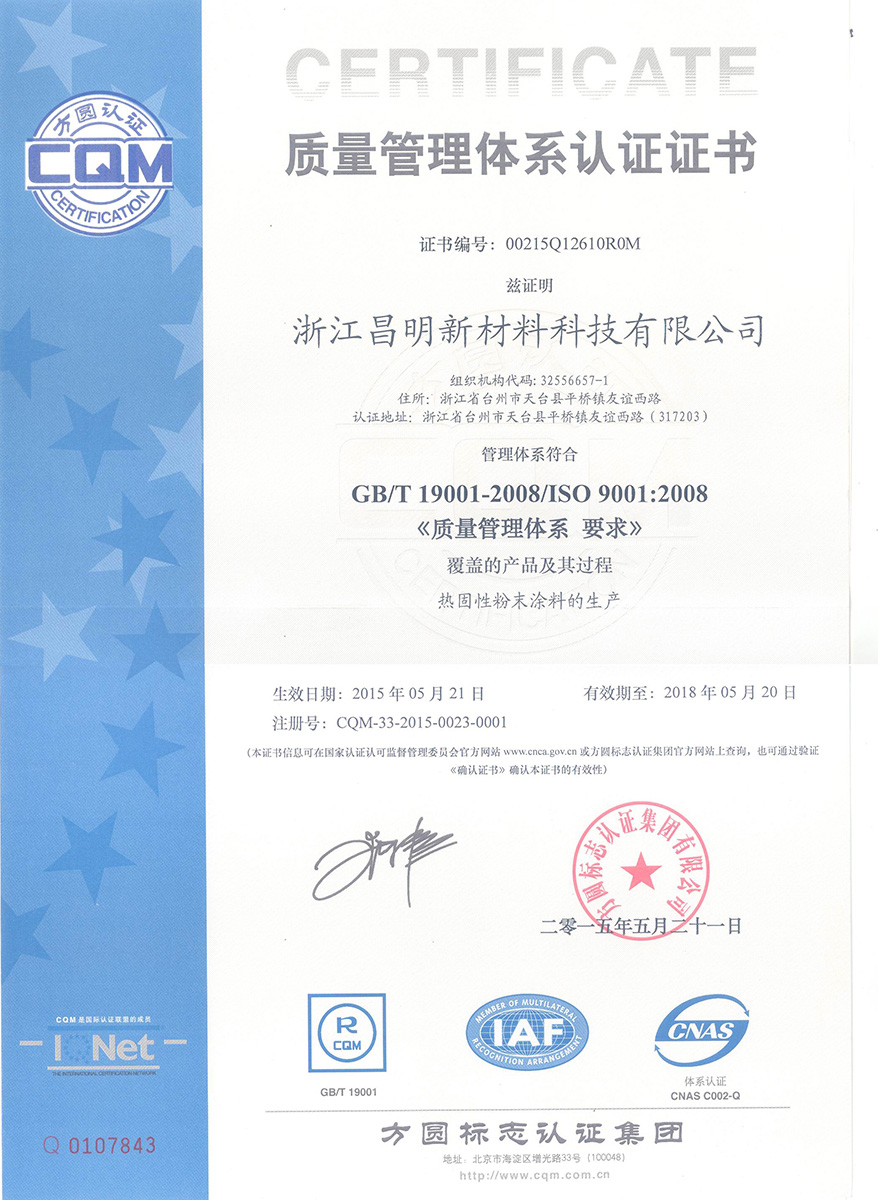 CERTIFICATE
质量管理体系认证证书
方圆认证
CQM
CERTIFICATION
证书编号：00215Q12610R0M
兹证明
浙江昌明新材料科技有限公司
组织机构代码: 32556657-1
住所：浙江省台州市天台县平桥镇友谊西路
认证地址：浙江省台州市天台县平桥镇友谊西路（317203）
管理体系符合
GB/T 19001-2008/ISO 9001:2008
《质量管理体系 要求》
覆盖的产品及其过程
热固性粉末涂料的生产
生效日期：2015 年 05 月 21 日
有效期至：2018 年 05 月 20 日
注册号：CQM-33-2015-0023-0001
（本证书信息可在国家认证认可监督管理委员会官方网站 www.cnca.gov.cn 或方圆标志认证集团官方网站上查询，也可通过验证
《确认证书》确认本证书的有效性）
方圆标志认证集团有限公司
二零一五年五月二十一日
CQM 是国际认证联盟的成员
IQNet
THE INTERNATIONAL CERTIFICATION NETWORK
R
CQM
GB/T 19001
MEMBER OF MULTILATERAL
IAF
RECOGNITION ARRANGEMENT
CNAS
体系认证
CNAS C002-Q
Q 0107843
方圆标志认证集团
地址：北京市海淀区增光路33号（100048）
http://www.cqm.com.cn